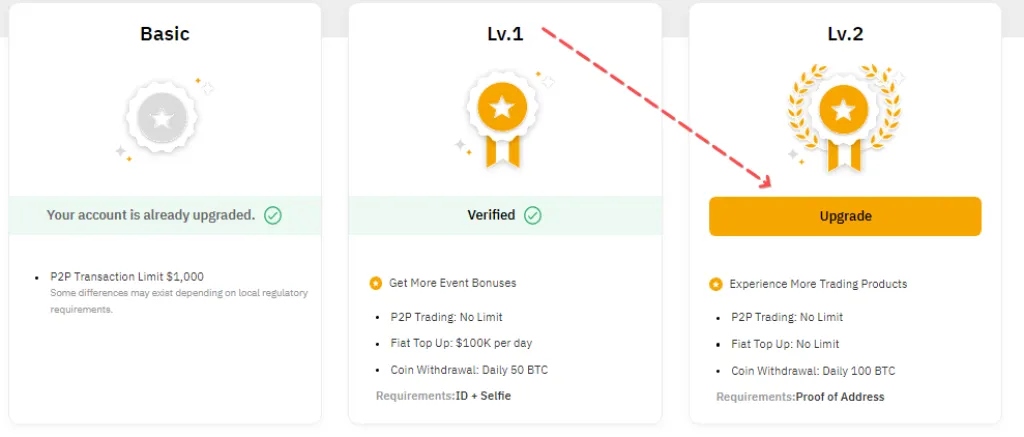 Basic
Your account is already upgraded.
P2P Transaction Limit $1,000
Some differences may exist depending on local regulatory
requirements.
Lv.1
Verified
Get More Event Bonuses
P2P Trading: No Limit
Fiat Top Up: $100K per day
Coin Withdrawal: Daily 50 BTC
Requirements:ID + Selfie
Lv.2
Upgrade
Experience More Trading Products
P2P Trading: No Limit
Fiat Top Up: No Limit
Coin Withdrawal: Daily 100 BTC
Requirements:Proof of Address